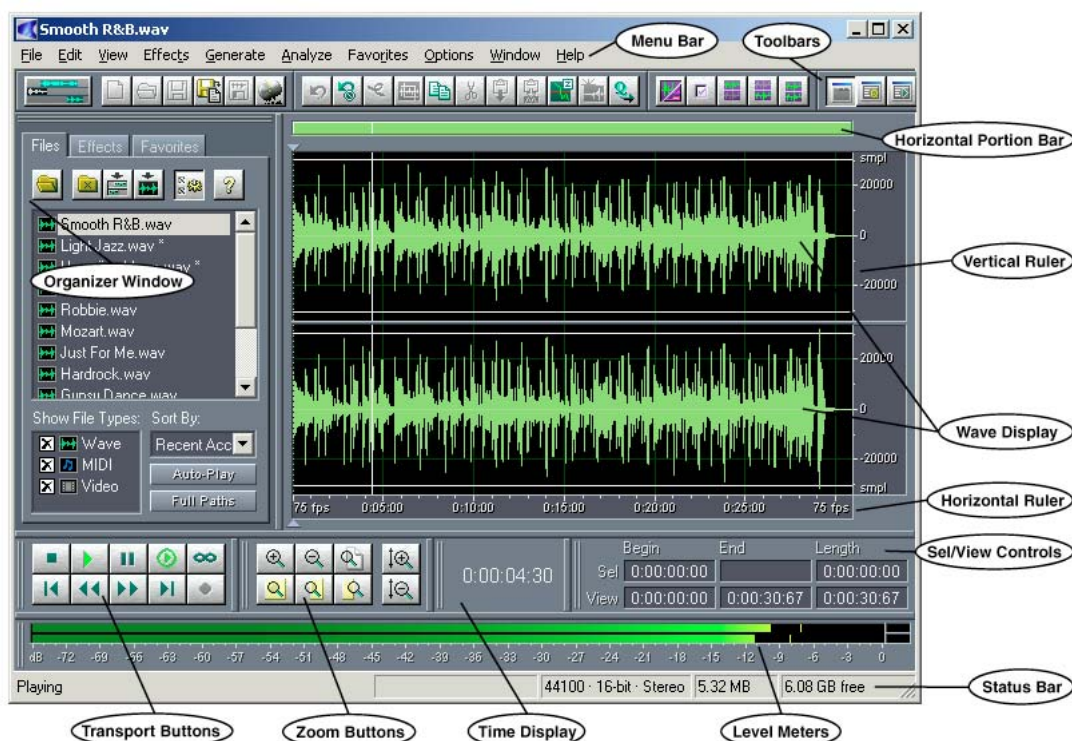 Smooth R&B.wav
File Edit View Effects Generate Analyze Favorites Options Window Help
Menu Bar
Toolbars
Horizontal Portion Bar
Files Effects Favorites
Smooth R&B.wav
Light Jazz.wav *
.wav *
Organizer Window
Robbie.wav
Mozart.wav
Just For Me.wav
Hardrock.wav
Gypsy Dance.wav
Show File Types: Sort By:
Wave
MIDI
Video
Recent Acc
Auto-Play
Full Paths
smpl
20000
0
-20000
Vertical Ruler
20000
0
-20000
smpl
Wave Display
75 fps 0:05:00 0:10:00 0:15:00 0:20:00 0:25:00 75 fps
Horizontal Ruler
0:00:04:30
Begin End Length
Sel 0:00:00:00 0:00:00:00
View 0:00:00:00 0:00:30:67 0:00:30:67
Sel/View Controls
dB -72 -69 -66 -63 -60 -57 -54 -51 -48 -45 -42 -39 -36 -33 -30 -27 -24 -21 -18 -15 -12 -9 -6 -3 0
Playing 44100 · 16-bit · Stereo 5.32 MB 6.08 GB free
Status Bar
Transport Buttons Zoom Buttons Time Display Level Meters